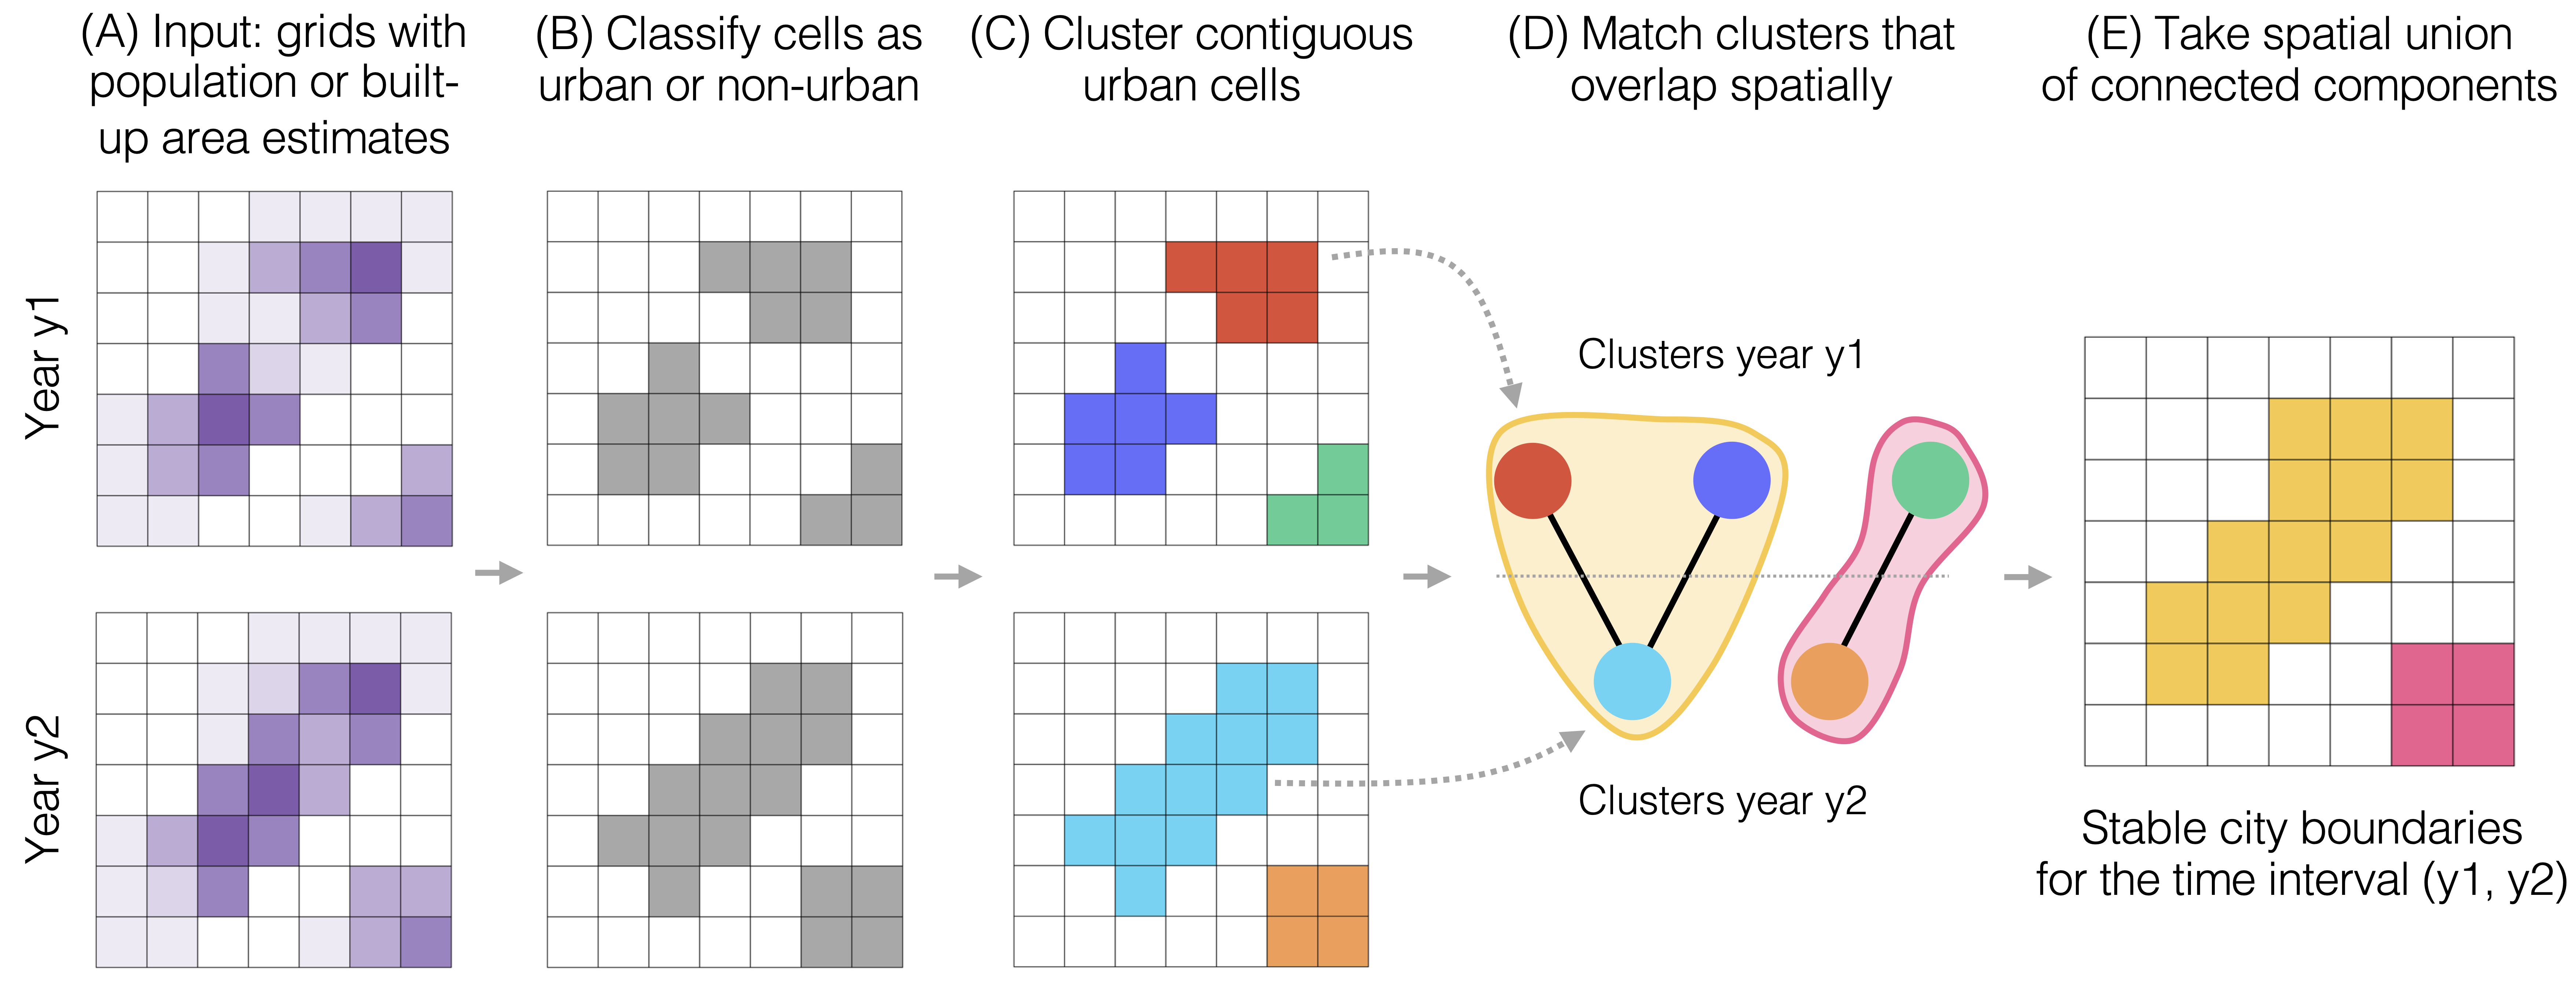 (A) Input: grids with
population or built-
up area estimates
(B) Classify cells as
urban or non-urban
(C) Cluster contiguous
urban cells
(D) Match clusters that
overlap spatially
(E) Take spatial union
of connected components
Year y1
Year y2
Clusters year y1
Clusters year y2
Stable city boundaries
for the time interval (y1, y2)